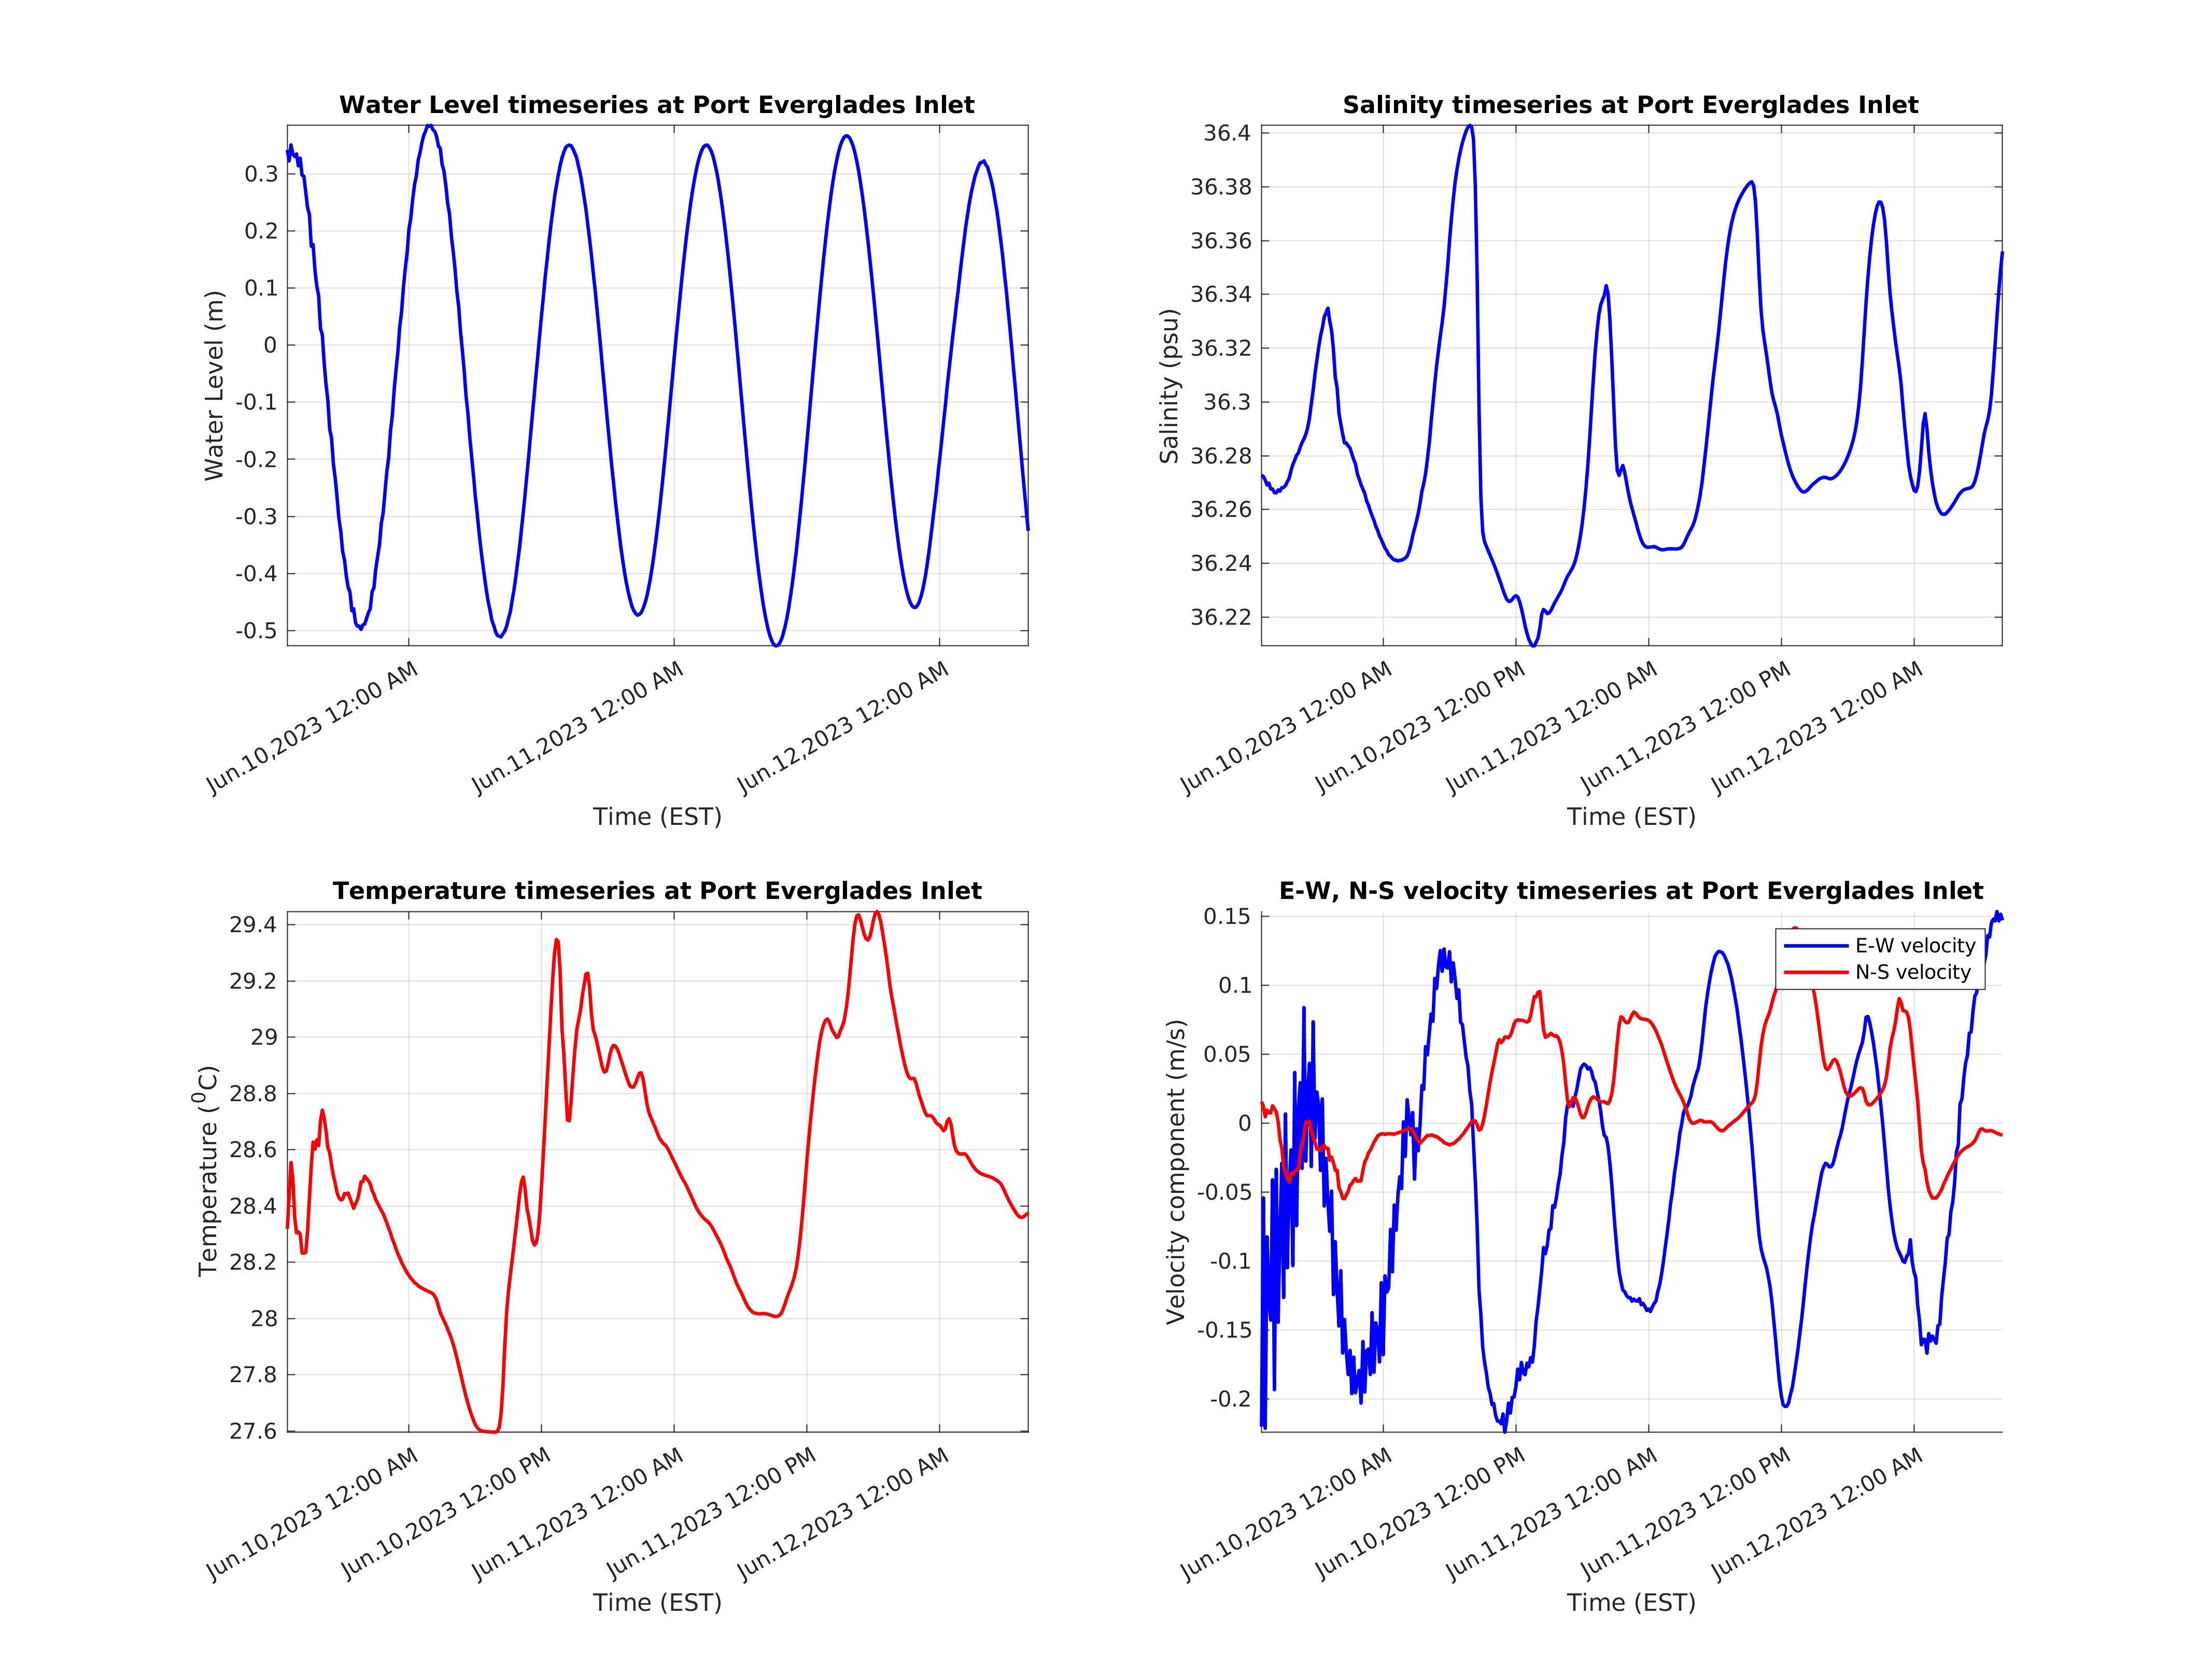 Water Level timeseries at Port Everglades Inlet
Water Level (m)
0.3
0.2
0.1
0
-0.1
-0.2
-0.3
-0.4
-0.5
Jun.10,2023 12:00 AM
Jun.11,2023 12:00 AM
Jun.12,2023 12:00 AM
Time (EST)
Salinity timeseries at Port Everglades Inlet
Salinity (psu)
36.4
36.38
36.36
36.34
36.32
36.3
36.28
36.26
36.24
36.22
Jun.10,2023 12:00 AM
Jun.10,2023 12:00 PM
Jun.11,2023 12:00 AM
Jun.11,2023 12:00 PM
Jun.12,2023 12:00 AM
Time (EST)
Temperature timeseries at Port Everglades Inlet
Temperature (⁰C)
29.4
29.2
29
28.8
28.6
28.4
28.2
28
27.8
27.6
Jun.10,2023 12:00 AM
Jun.10,2023 12:00 PM
Jun.11,2023 12:00 AM
Jun.11,2023 12:00 PM
Jun.12,2023 12:00 AM
Time (EST)
E-W, N-S velocity timeseries at Port Everglades Inlet
Velocity component (m/s)
0.15
0.1
0.05
0
-0.05
-0.1
-0.15
-0.2
E-W velocity
N-S velocity
Jun.10,2023 12:00 AM
Jun.10,2023 12:00 PM
Jun.11,2023 12:00 AM
Jun.11,2023 12:00 PM
Jun.12,2023 12:00 AM
Time (EST)